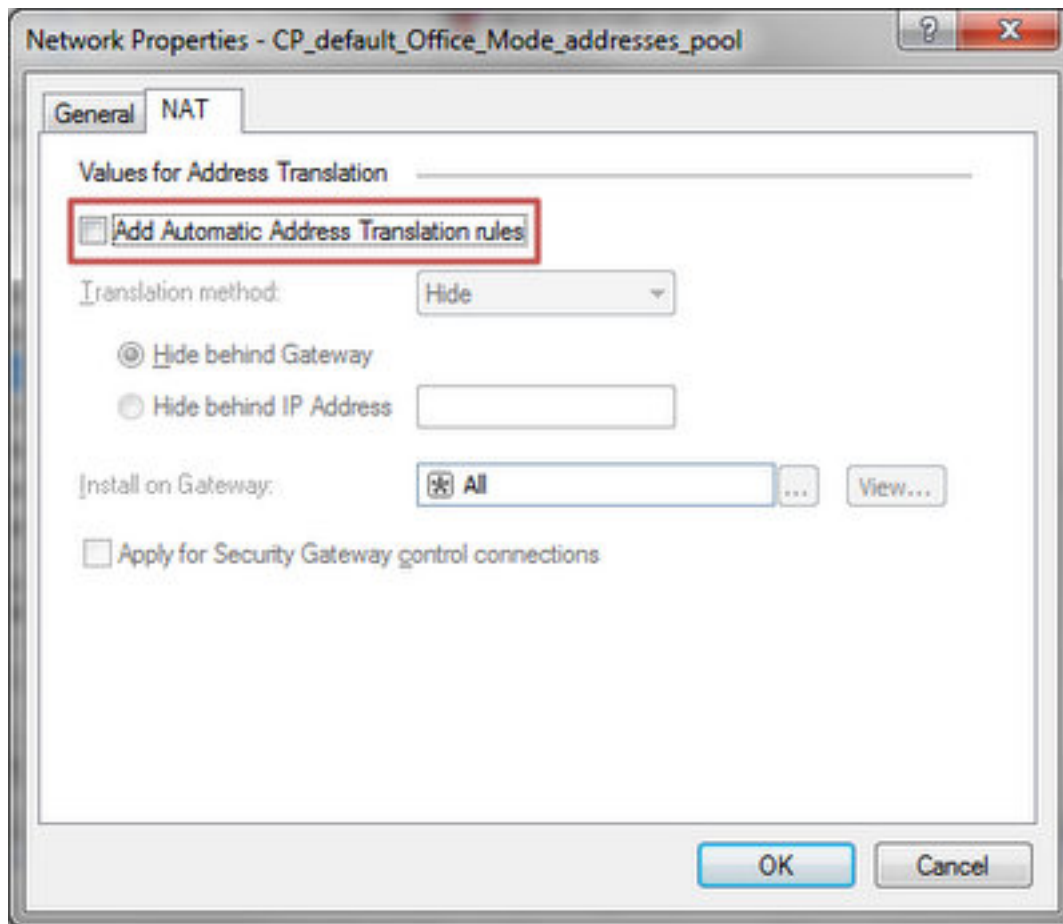 Network Properties - CP_default_Office_Mode_addresses_pool
General NAT
Values for Address Translation
Add Automatic Address Translation rules
Translation method: Hide
Hide behind Gateway
Hide behind IP Address
Install on Gateway: All ... View...
Apply for Security Gateway control connections
OK Cancel